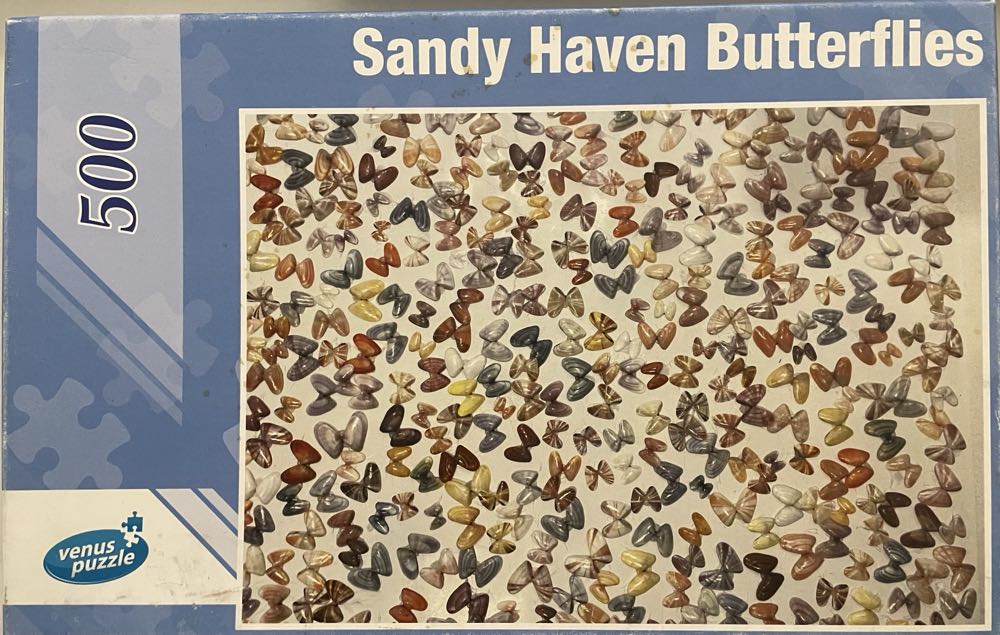 Sandy Haven Butterflies
500
venus
puzzle